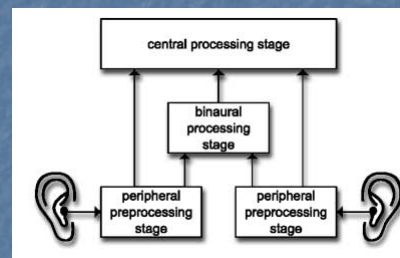 central processing stage
binaural
processing
stage
peripheral
preprocessing
stage
peripheral
preprocessing
stage